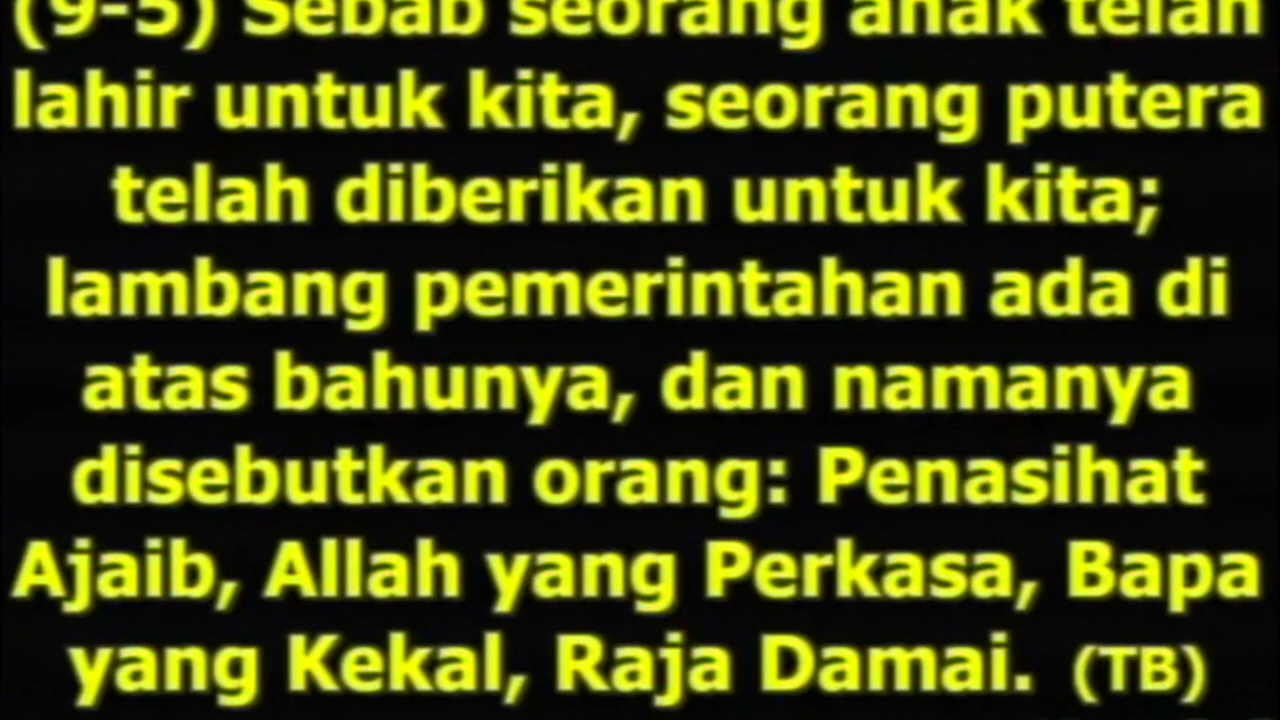 (9-5) Sebab seorang anak telah
lahir untuk kita, seorang putera
telah diberikan untuk kita;
lambang pemerintahan ada di
atas bahunya, dan namanya
disebutkan orang: Penasihat
Ajaib, Allah yang Perkasa, Bapa
yang Kekal, Raja Damai. (TB)